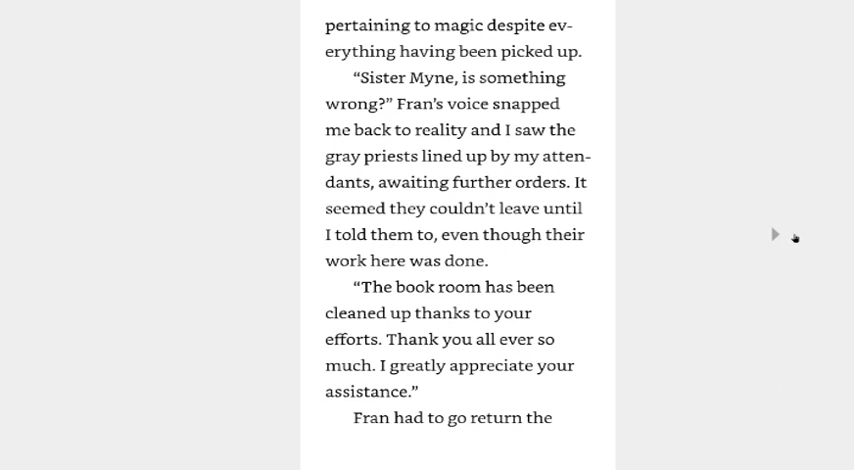 pertaining to magic despite ev-
erything having been picked up.
“Sister Myne, is something
wrong?” Fran’s voice snapped
me back to reality and I saw the
gray priests lined up by my atten-
dants, awaiting further orders. It
seemed they couldn’t leave until
I told them to, even though their
work here was done.
“The book room has been
cleaned up thanks to your
efforts. Thank you all ever so
much. I greatly appreciate your
assistance.”
Fran had to go return the